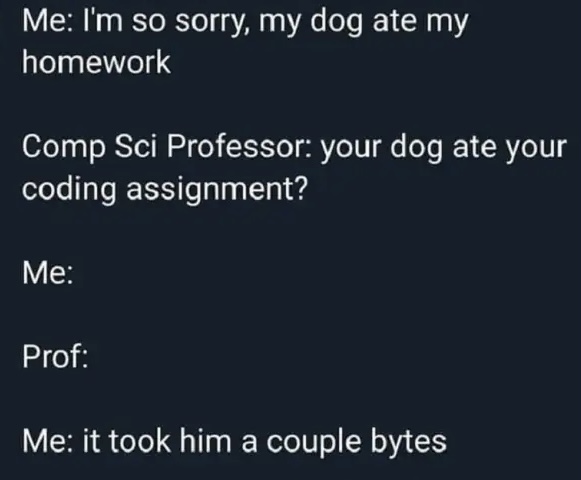 Me: I'm so sorry, my dog ate my
homework
Comp Sci Professor: your dog ate your
coding assignment?
Me:
Prof:
Me: it took him a couple bytes